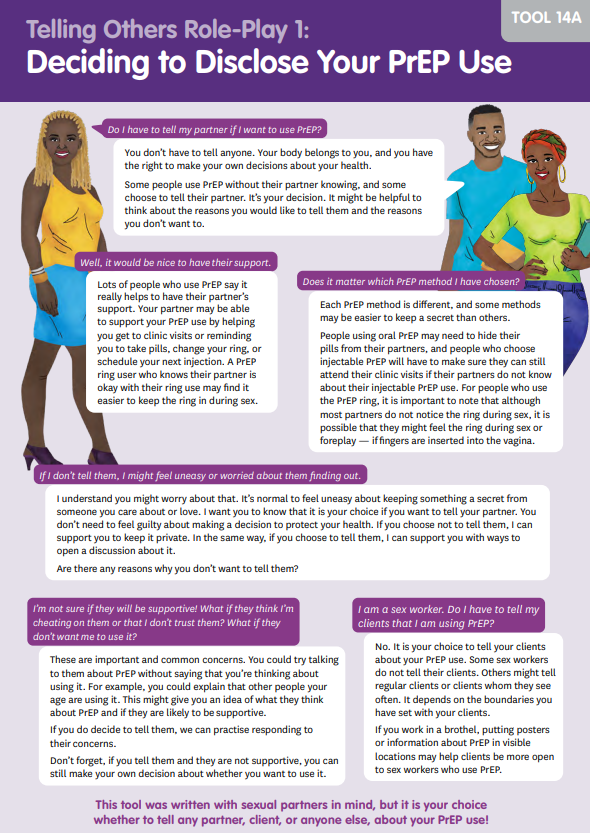 TOOL 14A
Telling Others Role-Play 1:
Deciding to Disclose Your PrEP Use
Do I have to tell my partner if I want to use PrEP?
You don't have to tell anyone. Your body belongs to you, and you have
the right to make your own decisions about your health.
Some people use PrEP without their partner knowing, and some
choose to tell their partner. It's your decision. It might be helpful to
think about the reasons you would like to tell them and the reasons
you don't want to.
Well, it would be nice to have their support.
Lots of people who use PrEP say it
really helps to have their partner's
support. Your partner may be able
to support your PrEP use by helping
you get to clinic visits or reminding
you to take pills, change your ring, or
schedule your next injection. A PrEP
ring user who knows their partner is
okay with their ring use may find it
easier to keep the ring in during sex.
Does it matter which PrEP method I have chosen?
Each PrEP method is different, and some methods
may be easier to keep a secret than others.
People using oral PrEP may need to hide their
pills from their partners, and people who choose
injectable PrEP will have to make sure they can still
attend their clinic visits if their partners do not know
about their injectable PrEP use. For people who use
the PrEP ring, it is important to note that although
most partners do not notice the ring during sex, it is
possible that they might feel the ring during sex or
foreplay — if fingers are inserted into the vagina.
If I don't tell them, I might feel uneasy or worried about them finding out.
I understand you might worry about that. It's normal to feel uneasy about keeping something a secret from
someone you care about or love. I want you to know that it is your choice if you want to tell your partner. You
don't need to feel guilty about making a decision to protect your health. If you choose not to tell them, I can
support you to keep it private. In the same way, if you choose to tell them, I can support you with ways to
open a discussion about it.
Are there any reasons why you don't want to tell them?
I'm not sure if they will be supportive! What if they think I'm
cheating on them or that I don't trust them? What if they
don't want me to use it?
These are important and common concerns. You could try talking
to them about PrEP without saying that you're thinking about
using it. For example, you could explain that other people your
age are using it. This might give you an idea of what they think
about PrEP and if they are likely to be supportive.
If you do decide to tell them, we can practise responding to
their concerns.
Don't forget, if you tell them and they are not supportive, you can
still make your own decision about whether you want to use it.
I am a sex worker. Do I have to tell my
clients that I am using PrEP?
No. It is your choice to tell your clients
about your PrEP use. Some sex workers
do not tell their clients. Others might tell
regular clients or clients whom they see
often. It depends on the boundaries you
have set with your clients.
If you work in a brothel, putting posters
or information about PrEP in visible
locations may help clients be more open
to sex workers who use PrEP.
This tool was written with sexual partners in mind, but it is your choice
whether to tell any partner, client, or anyone else, about your PrEP use!